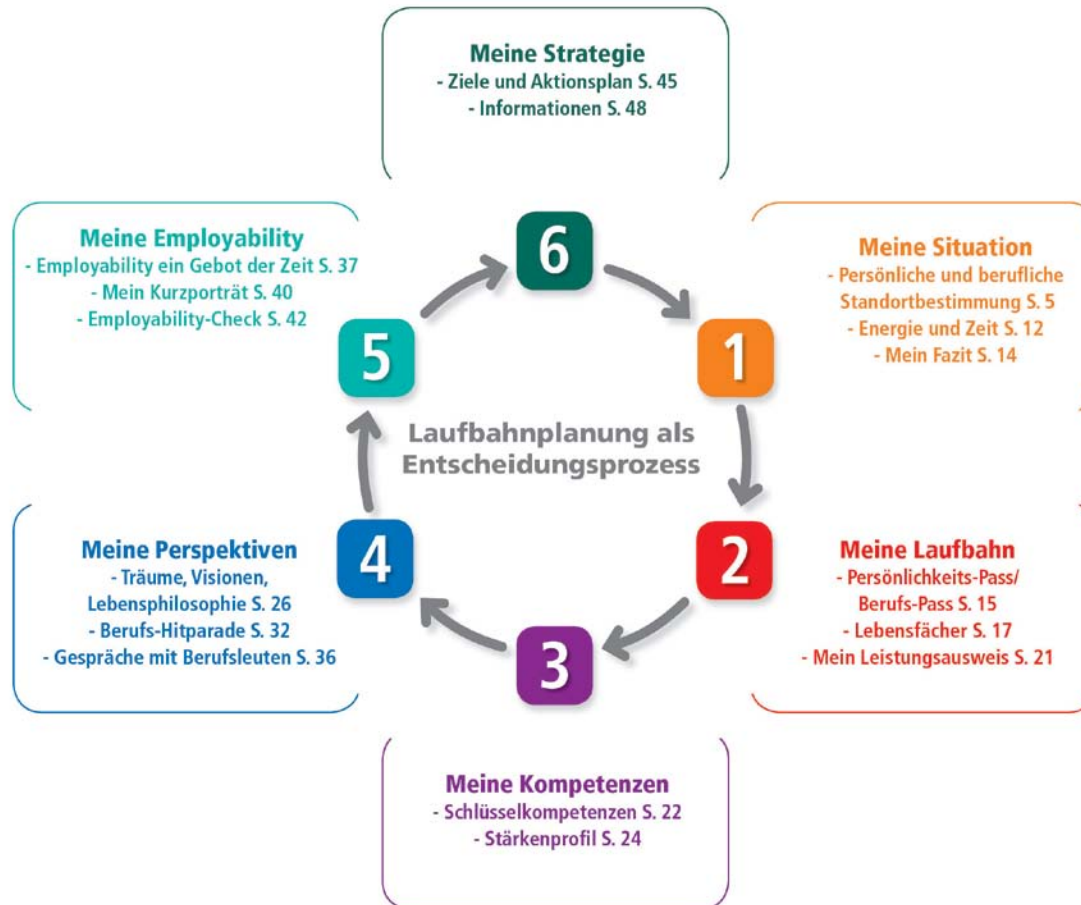 Meine Strategie
- Ziele und Aktionsplan S. 45
- Informationen S. 48
6
Meine Employability
- Employability ein Gebot der Zeit S. 37
- Mein Kurzporträt S. 40
- Employability-Check S. 42
5
Meine Situation
- Persönliche und berufliche
Standortbestimmung S. 5
- Energie und Zeit S. 12
- Mein Fazit S. 14
1
Laufbahnplanung als
Entscheidungsprozess
Meine Perspektiven
- Träume, Visionen,
Lebensphilosophie S. 26
- Berufs-Hitparade S. 32
- Gespräche mit Berufsleuten S. 36
4
2
Meine Laufbahn
- Persönlichkeits-Pass/
Berufs-Pass S. 15
- Lebensfächer S. 17
- Mein Leistungsausweis S. 21
3
Meine Kompetenzen
- Schlüsselkompetenzen S. 22
- Stärkenprofil S. 24